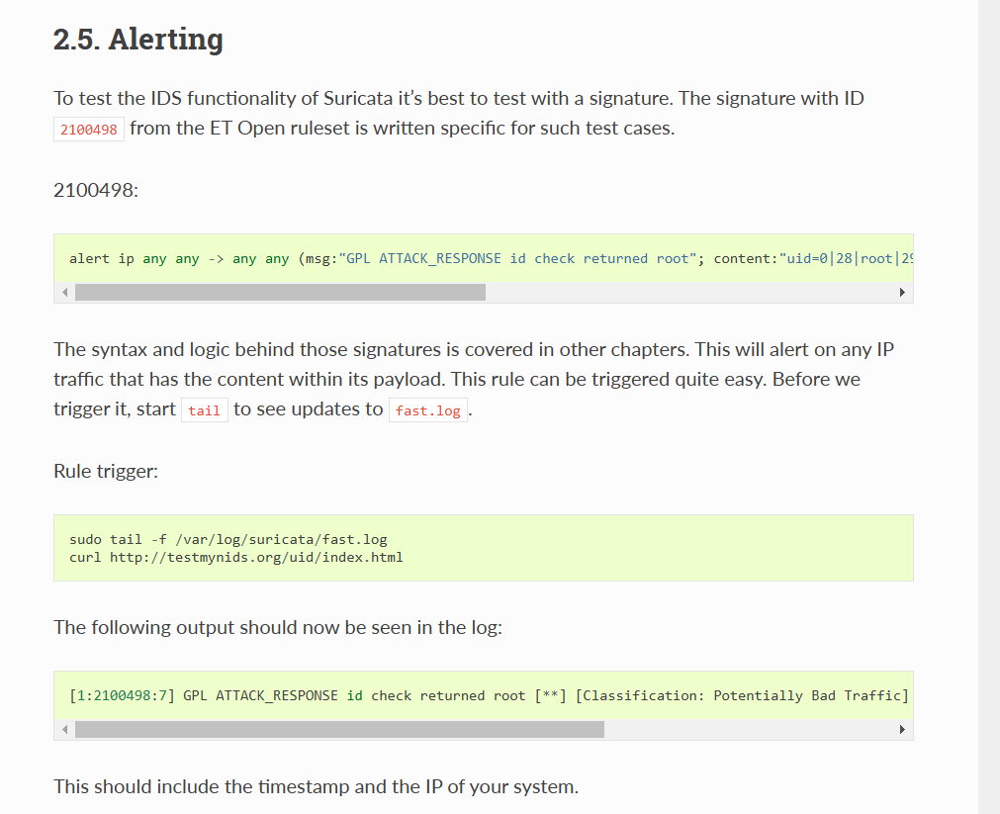 2.5. Alerting
To test the IDS functionality of Suricata it’s best to test with a signature. The signature with ID
2100498 from the ET Open ruleset is written specific for such test cases.
2100498:
alert ip any any -> any any (msg:"GPL ATTACK_RESPONSE id check returned root"; content:"uid=0|28|root|29
The syntax and logic behind those signatures is covered in other chapters. This will alert on any IP
traffic that has the content within its payload. This rule can be triggered quite easy. Before we
trigger it, start tail to see updates to fast.log.
Rule trigger:
sudo tail -f /var/log/suricata/fast.log
curl http://testmynids.org/uid/index.html
The following output should now be seen in the log:
[1:2100498:7] GPL ATTACK_RESPONSE id check returned root [**] [Classification: Potentially Bad Traffic]
This should include the timestamp and the IP of your system.